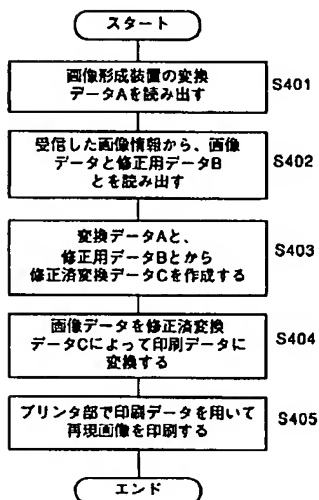 スタート
画像形成装置の変換
データAを読み出す
S401
受信した画像情報から、画像
データと修正用データB
とを読み出す
S402
変換データAと、
修正用データBとから
修正済変換データCを作成する
S403
画像データを修正済変換
データCによって印刷データに
変換する
S404
プリンタ部で印刷データを用いて
再現画像を印刷する
S405
エンド